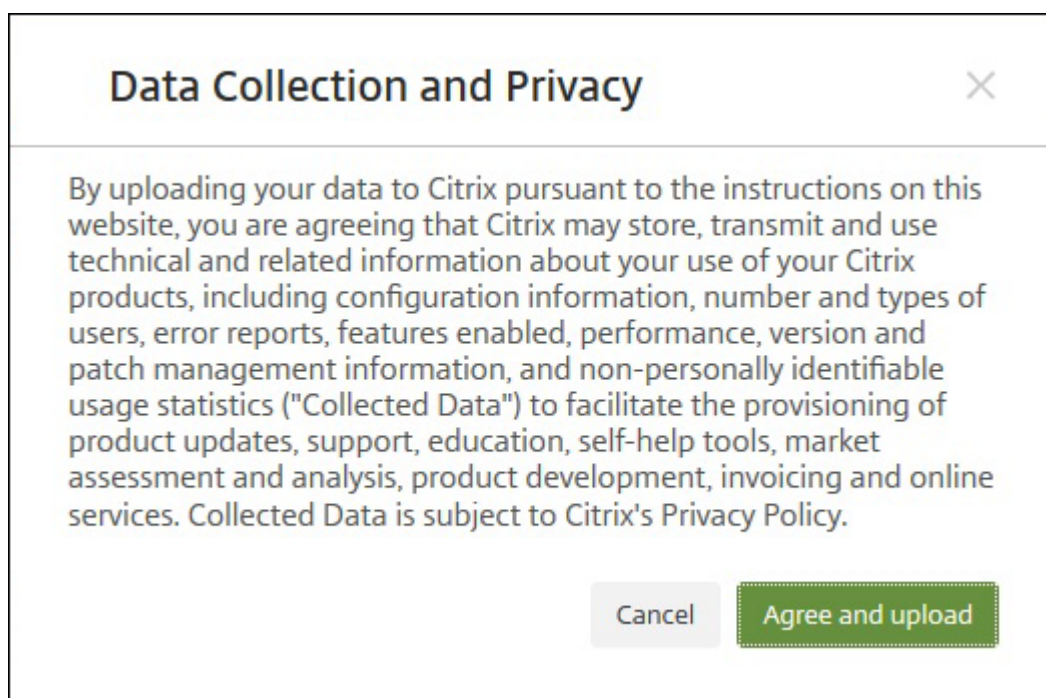 Data Collection and Privacy
By uploading your data to Citrix pursuant to the instructions on this
website, you are agreeing that Citrix may store, transmit and use
technical and related information about your use of your Citrix
products, including configuration information, number and types of
users, error reports, features enabled, performance, version and
patch management information, and non-personally identifiable
usage statistics ("Collected Data") to facilitate the provisioning of
product updates, support, education, self-help tools, market
assessment and analysis, product development, invoicing and online
services. Collected Data is subject to Citrix's Privacy Policy.
Cancel Agree and upload